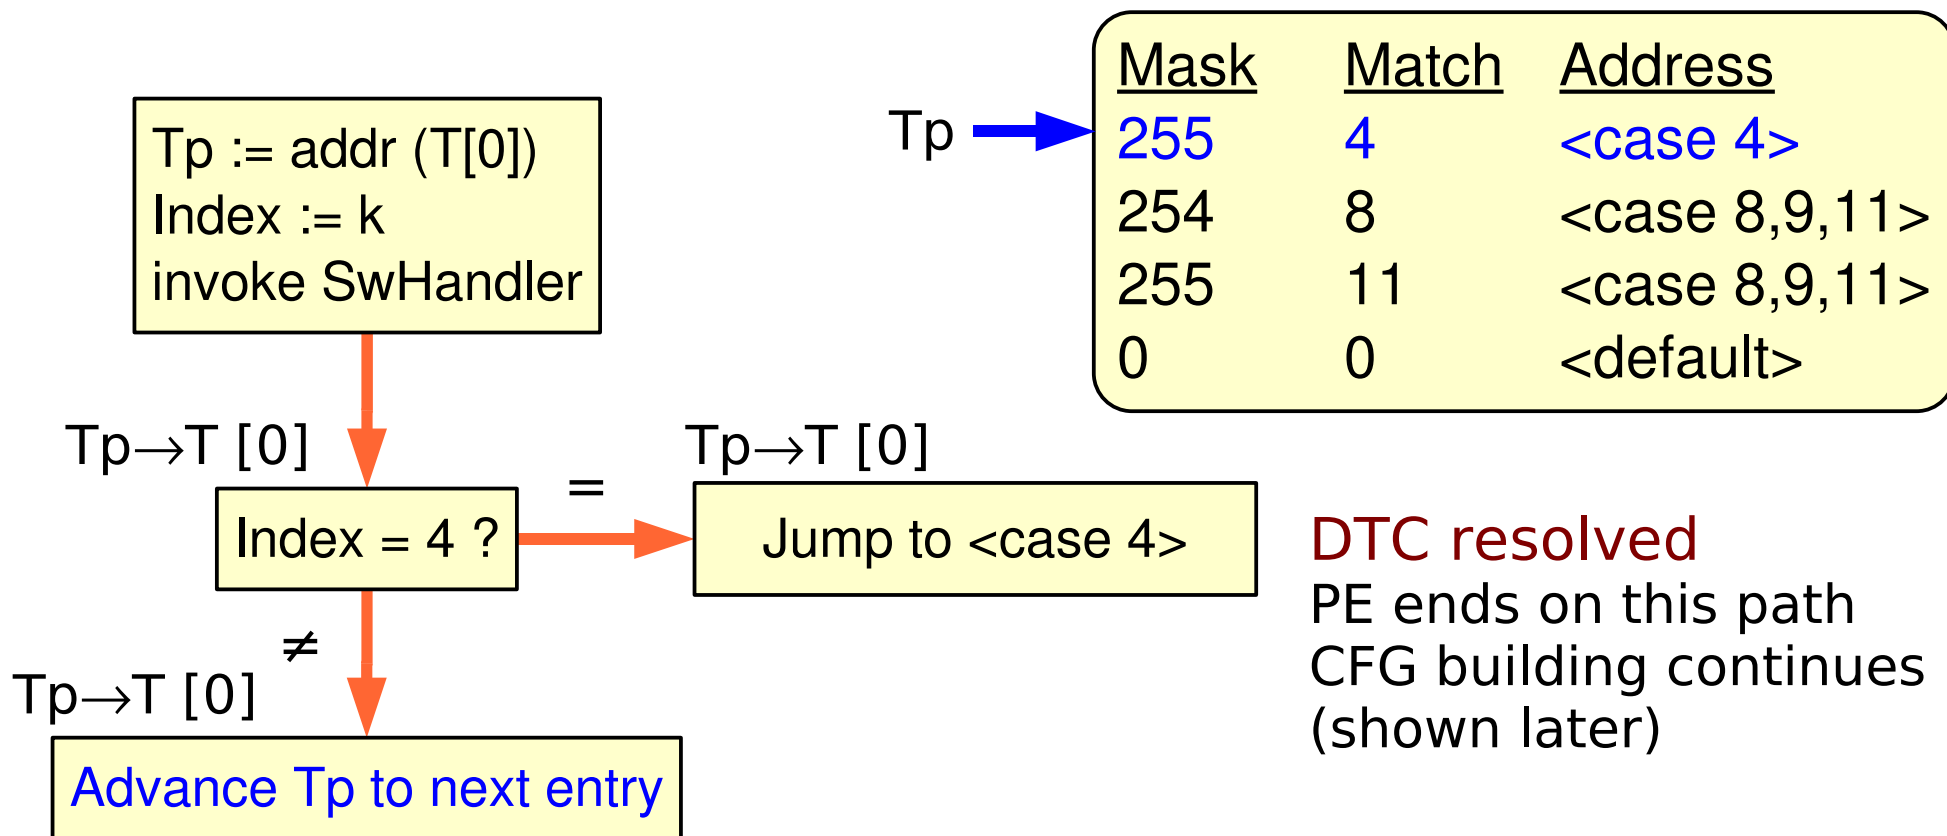 Tp := addr (T[0])
Index := k
invoke SwHandler
Tp
Mask Match Address
255 4 <case 4>
254 8 <case 8,9,11>
255 11 <case 8,9,11>
0 0 <default>
Tp→T [0]
Index = 4 ?
=
Tp→T [0]
Jump to <case 4>
≠
Tp→T [0]
Advance Tp to next entry
DTC resolved
PE ends on this path
CFG building continues
(shown later)